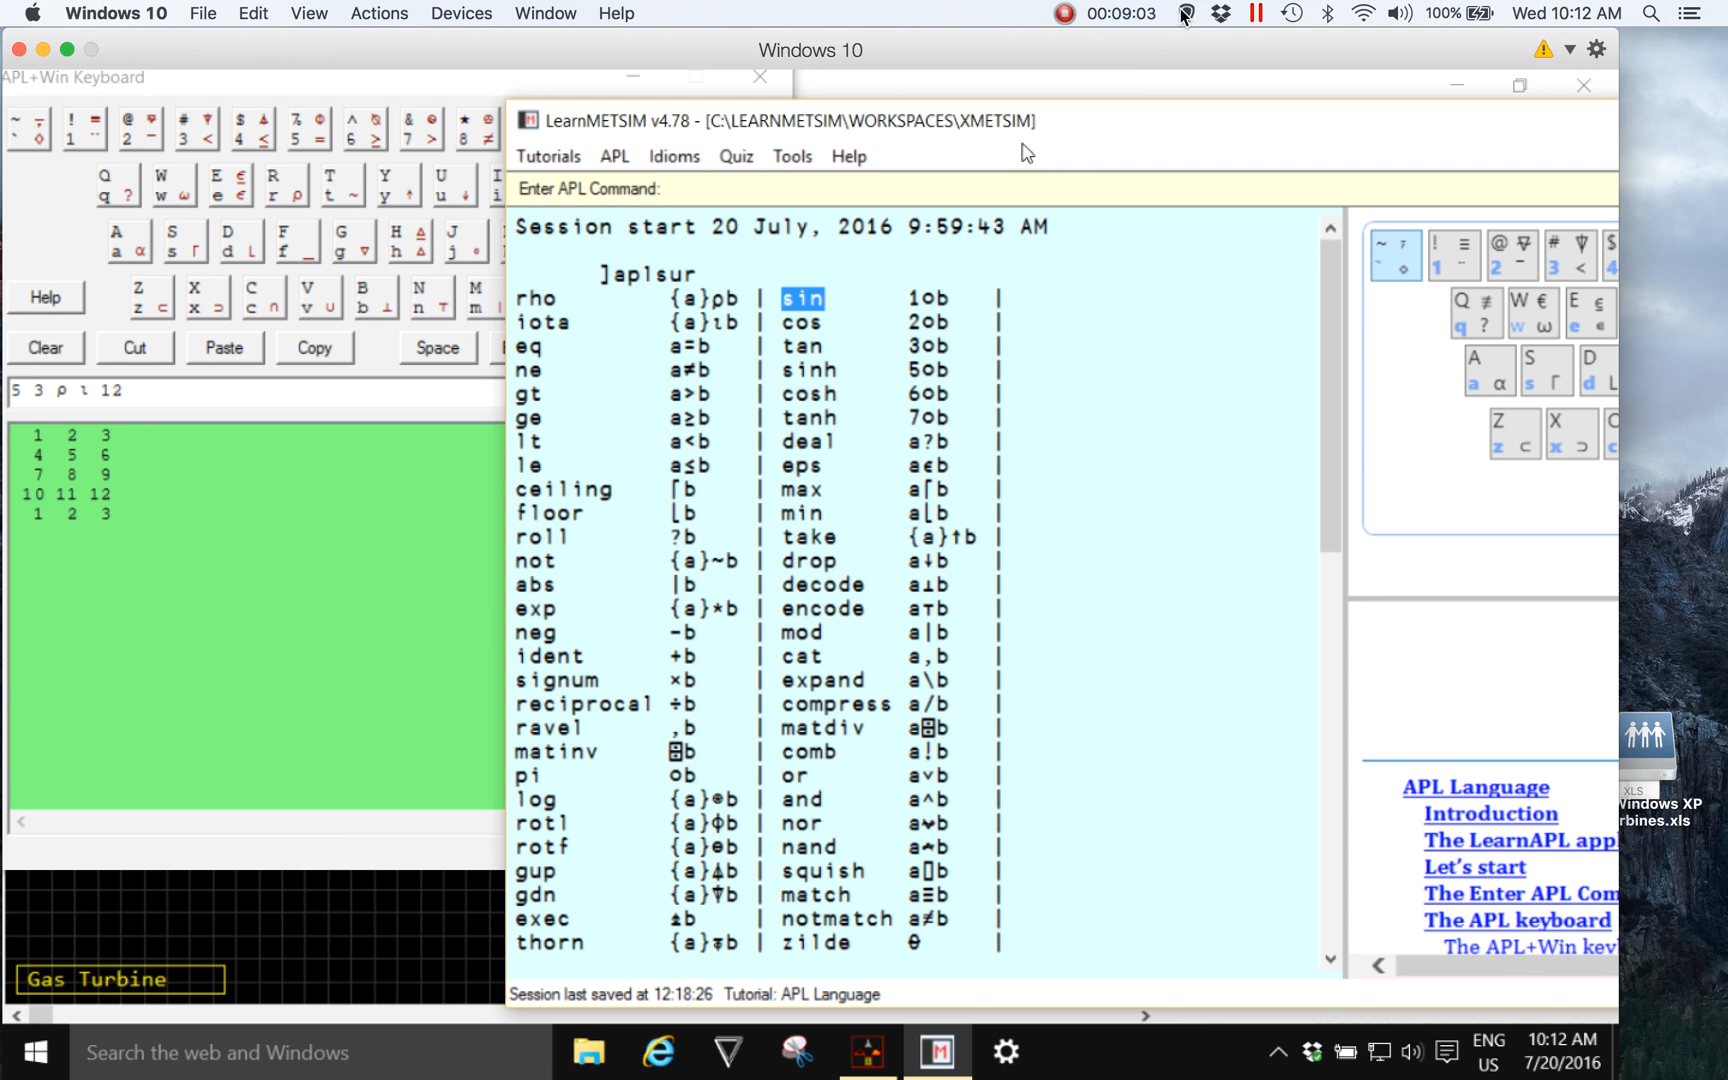 Windows 10 File Edit View Actions Devices Window Help 00:09:03 100% Wed 10:12 AM
Windows 10
APL+Win Keyboard
LearnMETSIM v4.78 - [C:\LEARNMETSIM\WORKSPACES\XMETSIM]
Tutorials APL Idioms Quiz Tools Help
Enter APL Command:
Session start 20 July, 2016 9:59:43 AM
]aplsur
rho {a}⍴b | sin 1○b |
iota {a}⍳b | cos 2○b |
eq a=b | tan 3○b |
ne a≠b | sinh 5○b |
gt a>b | cosh 6○b |
ge a≥b | tanh 7○b |
lt a<b | deal a?b |
le a≤b | eps a∊b |
ceiling ⌈b | max a⌈b |
floor ⌊b | min a⌊b |
roll ?b | take {a}↑b |
not {a}~b | drop a↓b |
abs |b | decode a⊥b |
exp {a}*b | encode a⊤b |
neg -b | mod a|b |
ident +b | cat a,b |
signum ×b | expand a\b |
reciprocal ÷b | compress a/b |
ravel ,b | matdiv a⌹b |
matinv ⌹b | comb a!b |
pi ○b | or a∨b |
log {a}⍟b | and a^b |
rotl {a}⌽b | nor a⍱b |
rotf {a}⊖b | nand a⍲b |
gup {a}⍋b | squish a⌷b |
gdn {a}⍒b | match a≡b |
exec ⍎b | notmatch a≢b |
thorn {a}⍕b | zilde ⍬ |
Session last saved at 12:18:26 Tutorial: APL Language
Help
Clear Cut Paste Copy Space
5 3 ⍴ ⍳ 12
1 2 3
4 5 6
7 8 9
10 11 12
1 2 3
Gas Turbine
APL Language
Introduction
The LearnAPL app
Let's start
The Enter APL Com
The APL keyboard
The APL+Win key
XLS
Windows XP
rbines.xls
Search the web and Windows
ENG
US
10:12 AM
7/20/2016